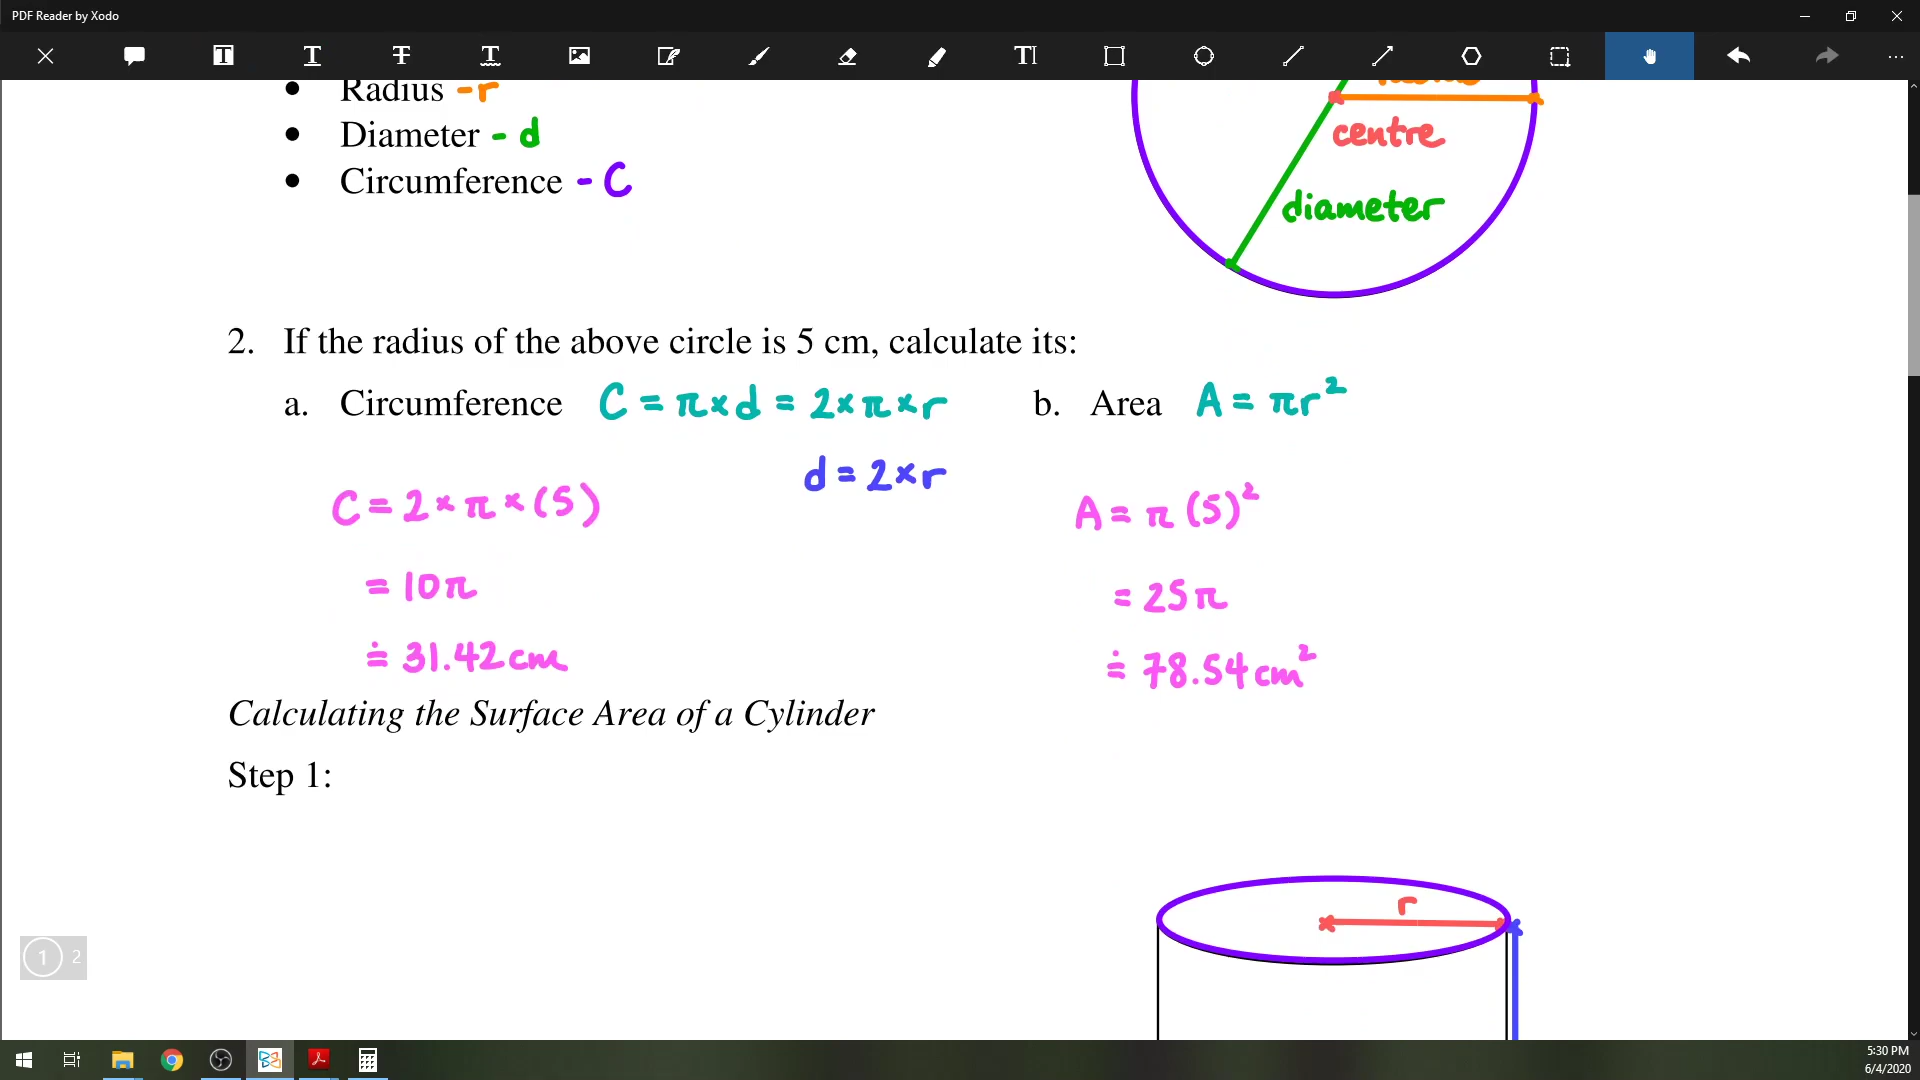 PDF Reader by Xodo
Radius - r
Diameter - d
Circumference - C
centre
diameter
2. If the radius of the above circle is 5 cm, calculate its:
a. Circumference C = π × d = 2 × π × r
d = 2 × r
C = 2 × π × (5)
= 10π
≐ 31.42 cm
b. Area A = πr²
A = π (5)²
= 25π
≐ 78.54 cm²
Calculating the Surface Area of a Cylinder
Step 1:
r
1 2
5:30 PM
6/4/2020